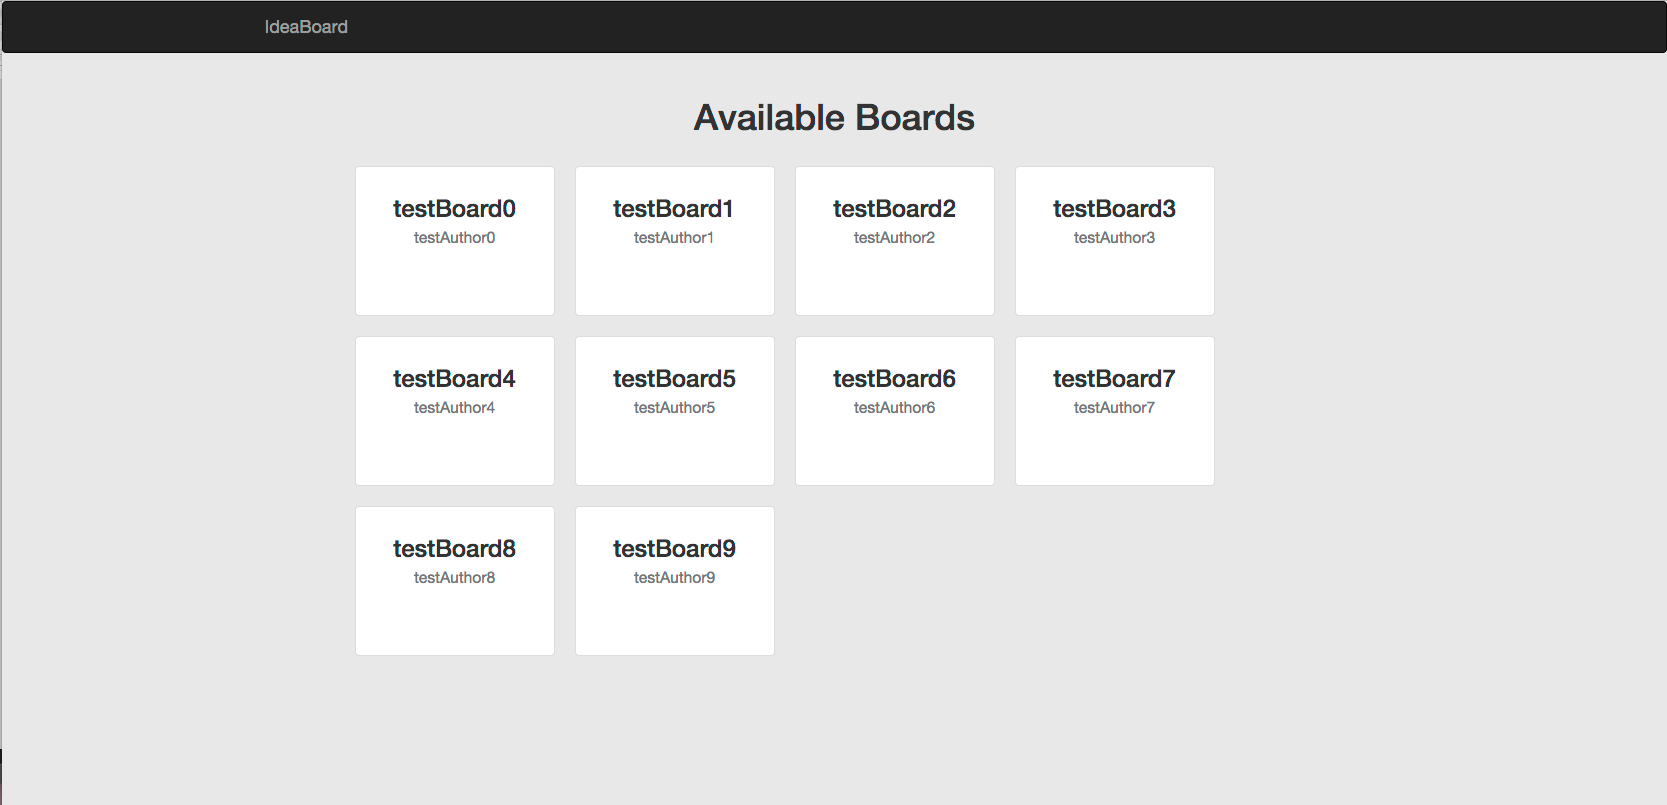 IdeaBoard
Available Boards
testBoard0
testAuthor0
testBoard1
testAuthor1
testBoard2
testAuthor2
testBoard3
testAuthor3
testBoard4
testAuthor4
testBoard5
testAuthor5
testBoard6
testAuthor6
testBoard7
testAuthor7
testBoard8
testAuthor8
testBoard9
testAuthor9